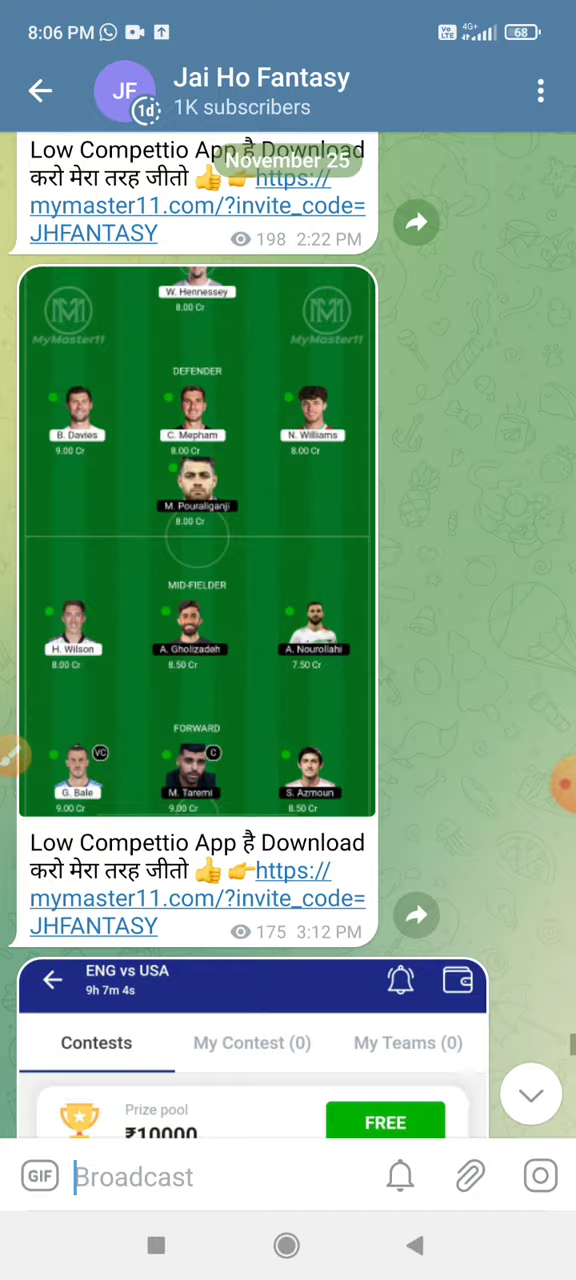 8:06 PM
4G+
Vo LTE
68
JF
1d
Jai Ho Fantasy
1K subscribers
Low Compettio App है Download
November 25
करो मेरा तरह जीतो 👍 👉https://
mymaster11.com/?invite_code=
JHFANTASY
198 2:22 PM
W. Hennessey
8.00 Cr
MyMaster11
MyMaster11
DEFENDER
B. Davies
C. Mepham
N. Williams
9.00 Cr
8.00 Cr
8.00 Cr
M. Pouraliganji
8.00 Cr
MID-FIELDER
H. Wilson
A. Gholizadeh
A. Nourollahi
8.00 Cr
8.50 Cr
7.50 Cr
FORWARD
VC
C
G. Bale
M. Taremi
S. Azmoun
9.00 Cr
9.00 Cr
8.50 Cr
Low Compettio App है Download
करो मेरा तरह जीतो 👍 👉https://
mymaster11.com/?invite_code=
JHFANTASY
175 3:12 PM
ENG vs USA
9h 7m 4s
Contests
My Contest (0)
My Teams (0)
Prize pool
₹10000
FREE
GIF
Broadcast